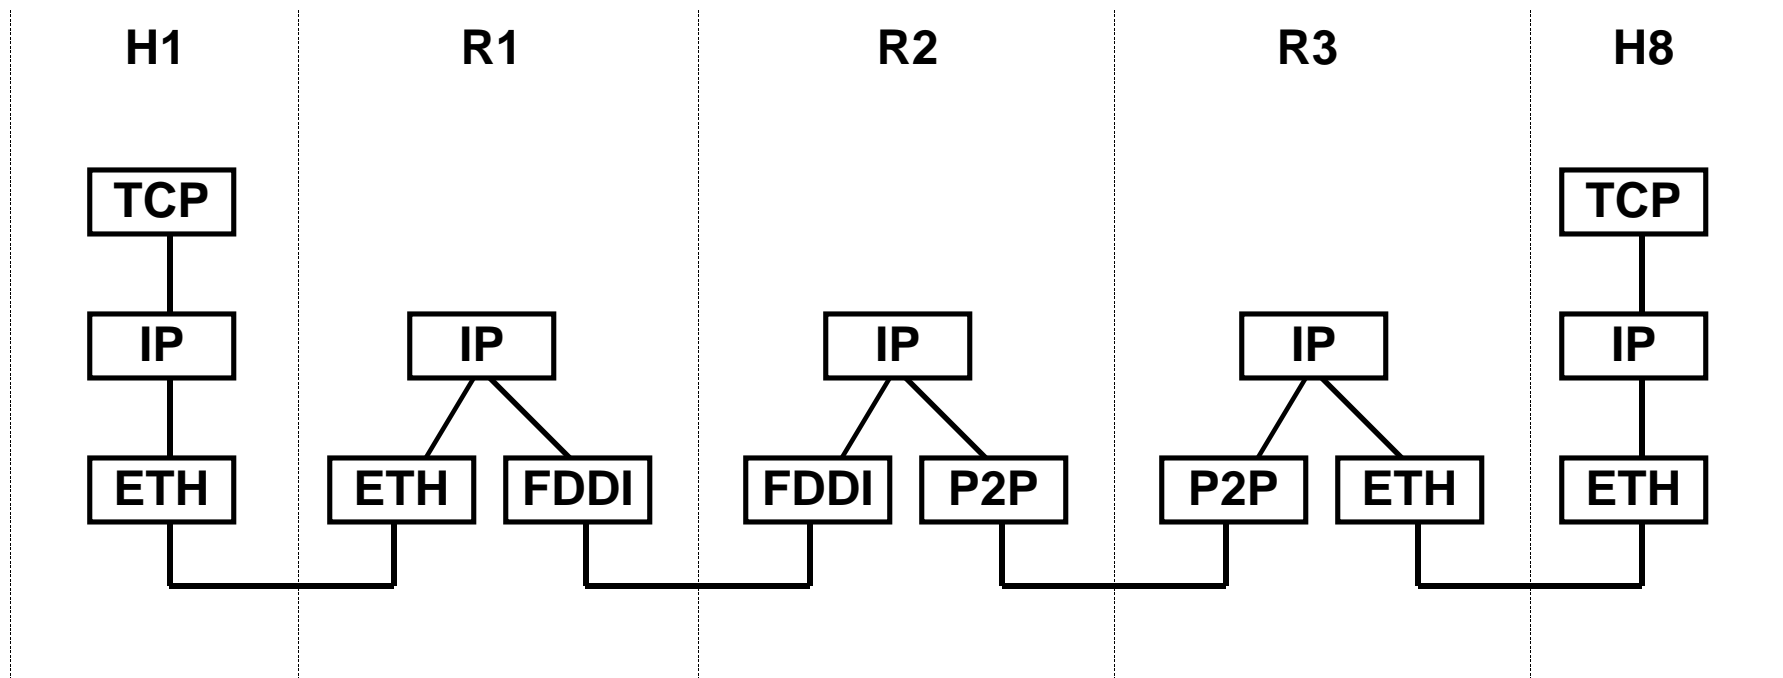 H1 R1 R2 R3 H8
TCP TCP
IP IP IP IP IP
ETH ETH FDDI FDDI P2P P2P ETH ETH